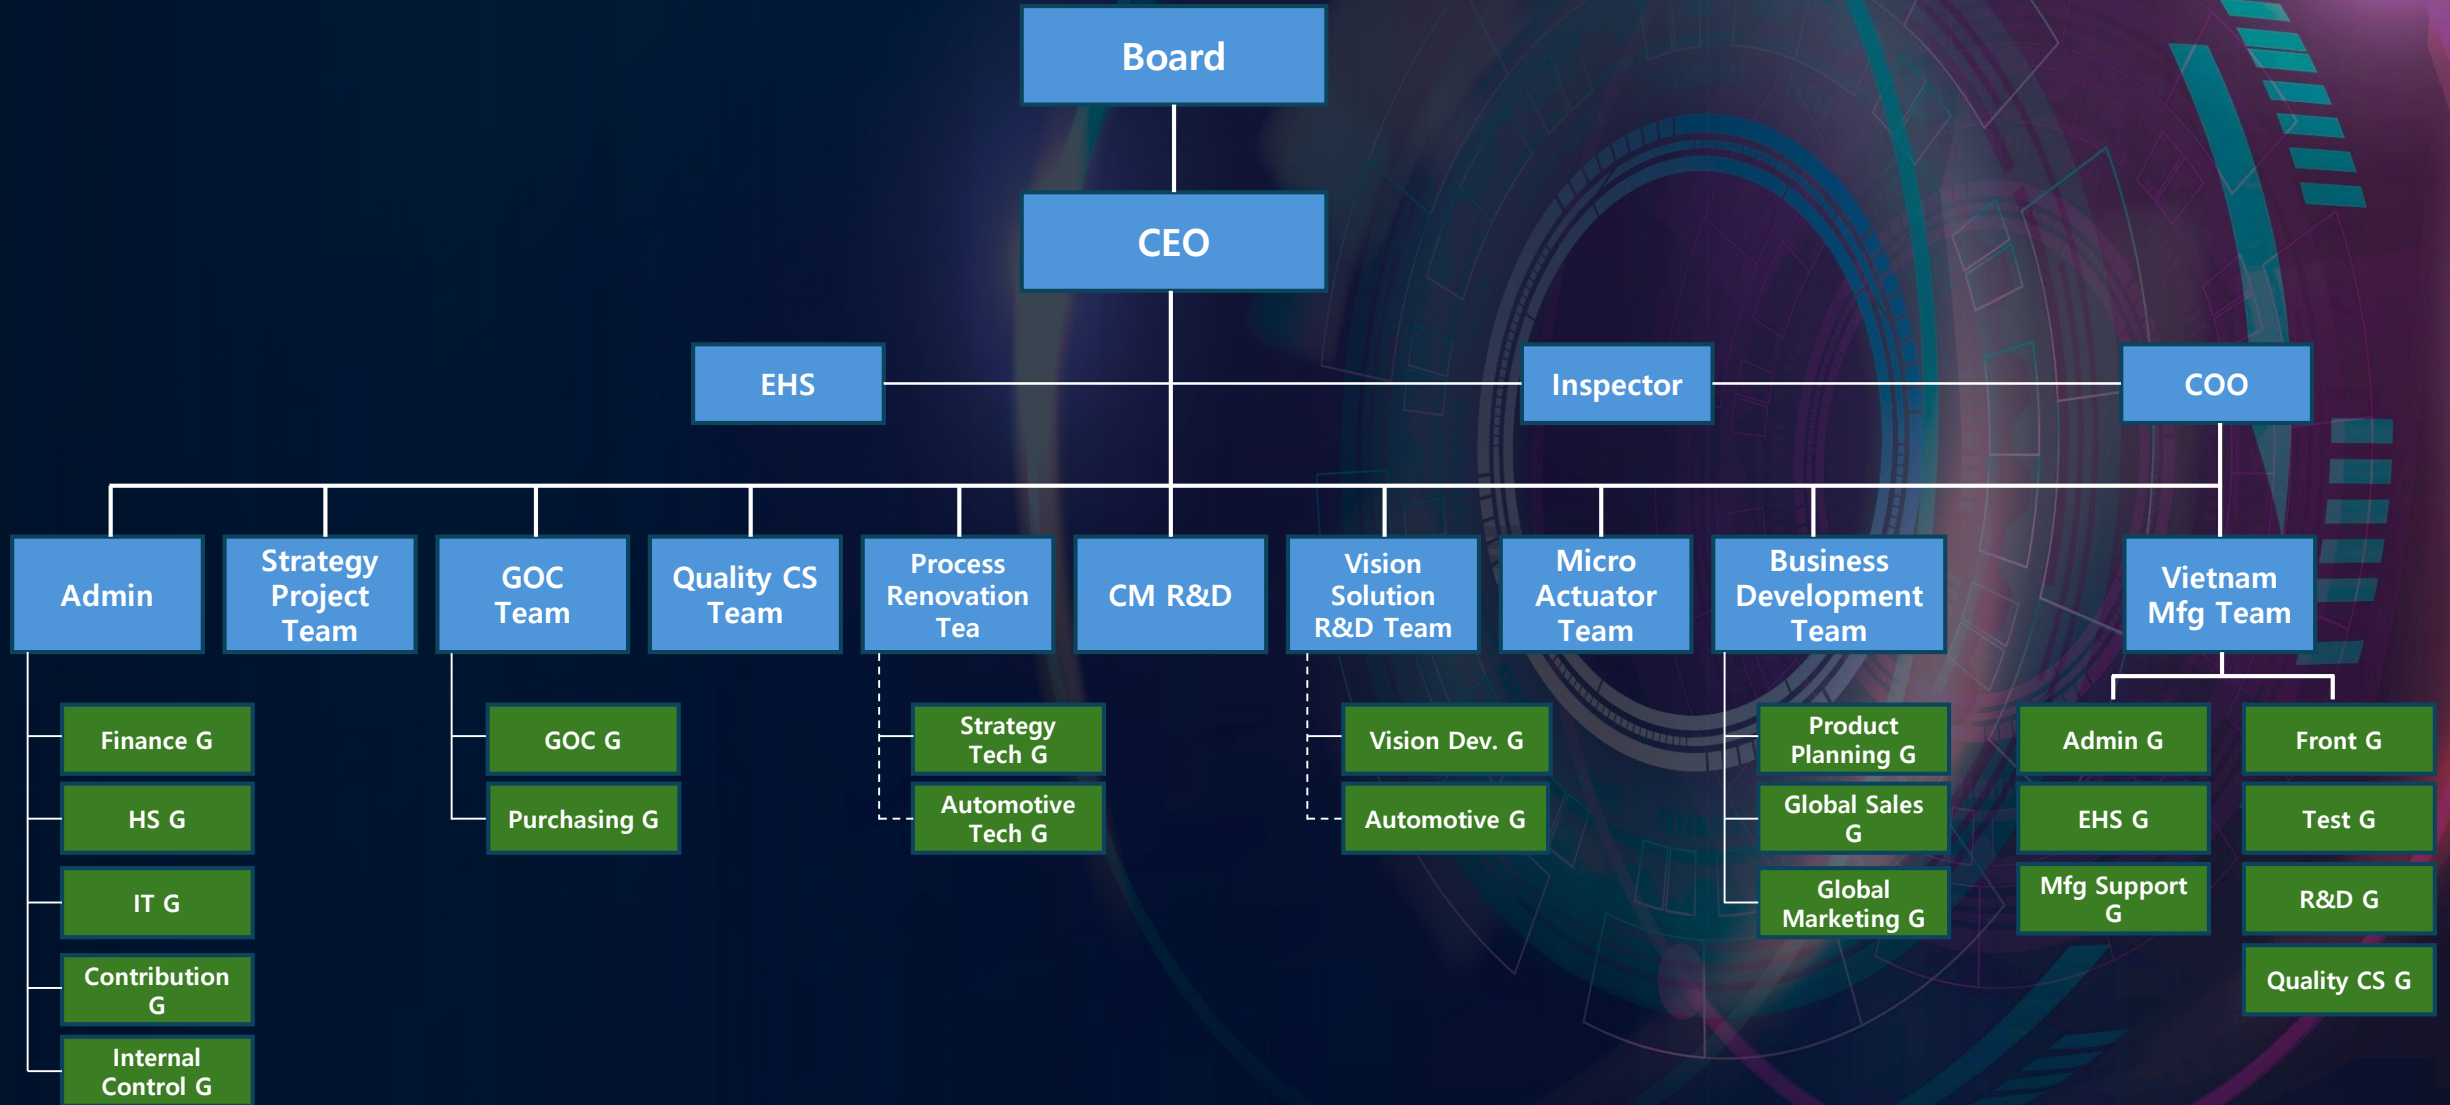 Board
CEO
EHS
Inspector
COO
Admin
Strategy
Project
Team
GOC
Team
Quality CS
Team
Process
Renovation
Tea
CM R&D
Vision
Solution
R&D Team
Micro
Actuator
Team
Business
Development
Team
Vietnam
Mfg Team
Finance G
HS G
IT G
Contribution
G
Internal
Control G
GOC G
Purchasing G
Strategy
Tech G
Automotive
Tech G
Vision Dev. G
Automotive G
Product
Planning G
Global Sales
G
Global
Marketing G
Admin G
EHS G
Mfg Support
G
Front G
Test G
R&D G
Quality CS G